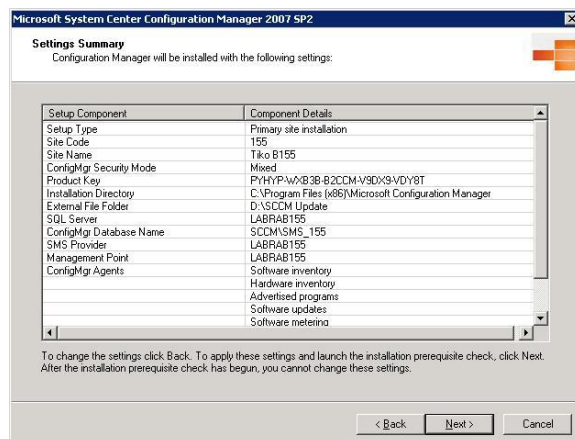 Microsoft System Center Configuration Manager 2007 SP2
Settings Summary
Configuration Manager will be installed with the following settings:
Setup Component Component Details
Setup Type Primary site installation
Site Code 155
Site Name Tiko B155
ConfigMgr Security Mode Mixed
Product Key PYHYP-WXB3B-B2CCM-V9DX9-VDY8T
Installation Directory C:\Program Files (x86)\Microsoft Configuration Manager
External File Folder D:\SCCM Update
SQL Server LABRAB155
ConfigMgr Database Name SCCM\SMS_155
SMS Provider LABRAB155
Management Point LABRAB155
ConfigMgr Agents Software inventory
Hardware inventory
Advertised programs
Software updates
Software metering
To change the settings click Back. To apply these settings and launch the installation prerequisite check, click Next.
After the installation prerequisite check has begun, you cannot change these settings.
< Back Next > Cancel